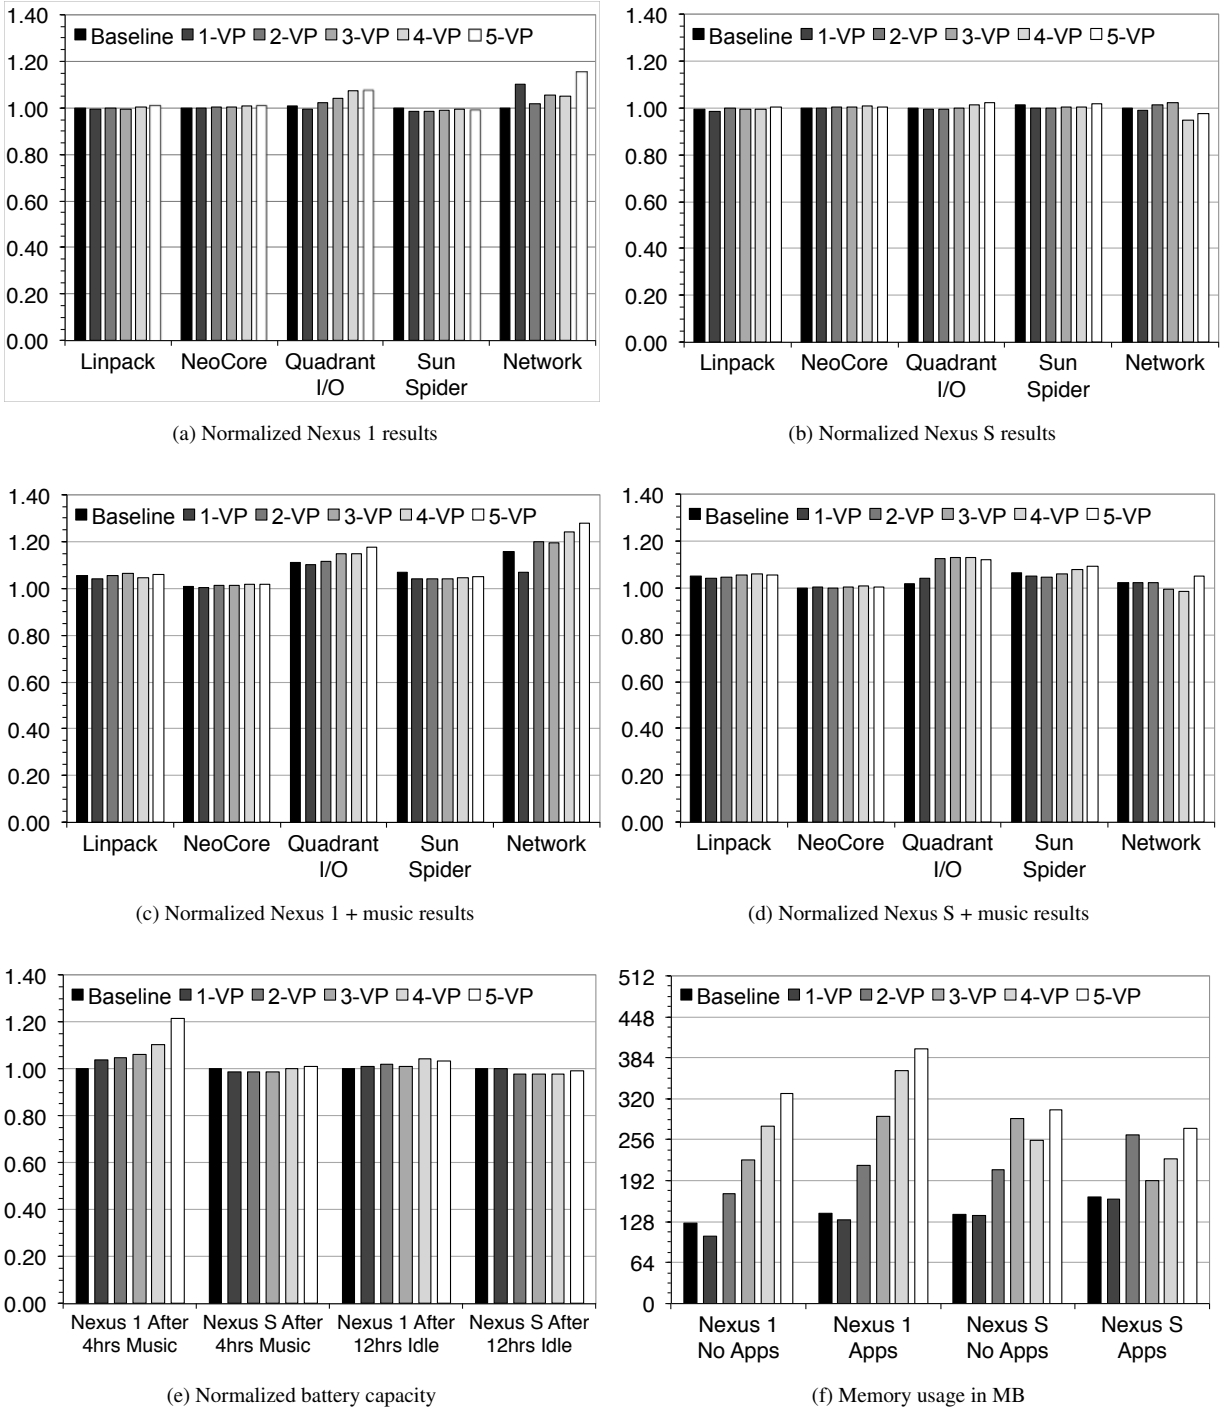 1.40
1.20
1.00
0.80
0.60
0.40
0.20
0.00
Baseline 1-VP 2-VP 3-VP 4-VP 5-VP
Linpack NeoCore Quadrant I/O Sun Spider Network
(a) Normalized Nexus 1 results
1.40
1.20
1.00
0.80
0.60
0.40
0.20
0.00
Baseline 1-VP 2-VP 3-VP 4-VP 5-VP
Linpack NeoCore Quadrant I/O Sun Spider Network
(b) Normalized Nexus S results
1.40
1.20
1.00
0.80
0.60
0.40
0.20
0.00
Baseline 1-VP 2-VP 3-VP 4-VP 5-VP
Linpack NeoCore Quadrant I/O Sun Spider Network
(c) Normalized Nexus 1 + music results
1.40
1.20
1.00
0.80
0.60
0.40
0.20
0.00
Baseline 1-VP 2-VP 3-VP 4-VP 5-VP
Linpack NeoCore Quadrant I/O Sun Spider Network
(d) Normalized Nexus S + music results
1.40
1.20
1.00
0.80
0.60
0.40
0.20
0.00
Baseline 1-VP 2-VP 3-VP 4-VP 5-VP
Nexus 1 After Nexus S After Nexus 1 After Nexus S After
4hrs Music 4hrs Music 12hrs Idle 12hrs Idle
(e) Normalized battery capacity
512
448
384
320
256
192
128
64
0
Baseline 1-VP 2-VP 3-VP 4-VP 5-VP
Nexus 1 Nexus 1 Nexus S Nexus S
No Apps Apps No Apps Apps
(f) Memory usage in MB